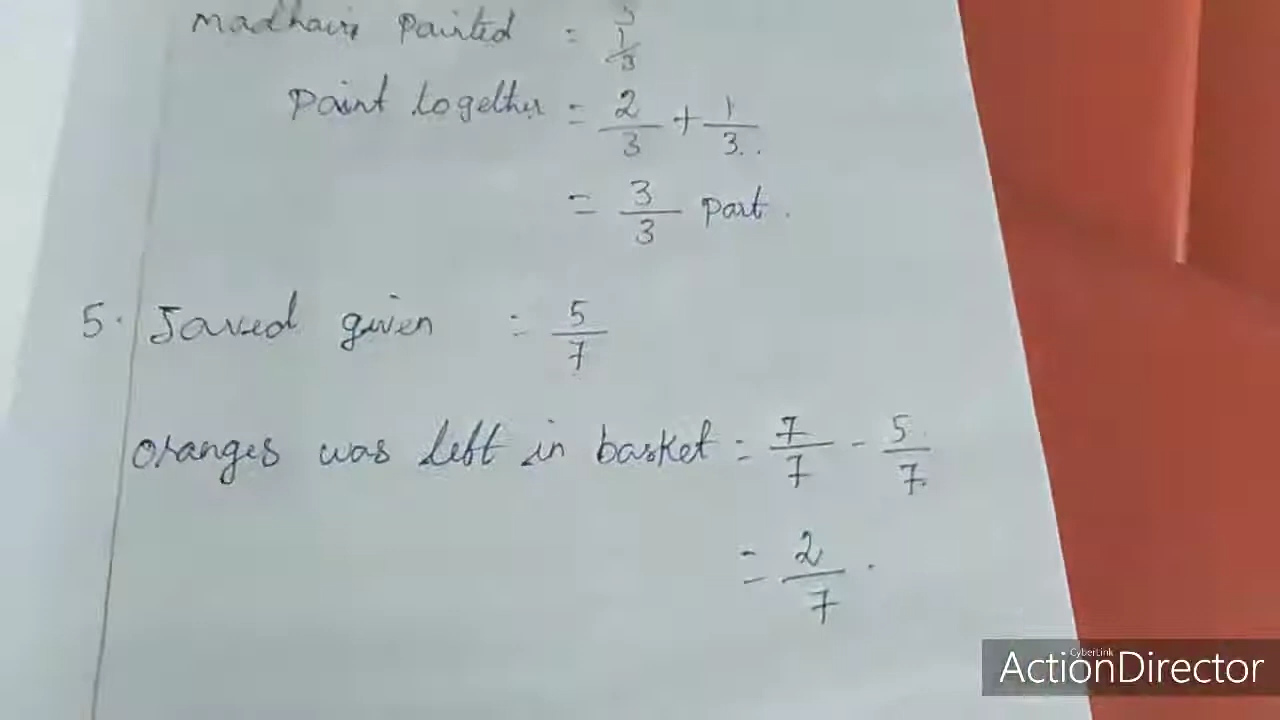 madhavi painted = 1/3
paint together = 2/3 + 1/3
= 3/3 part.
5. Javed given = 5/7
oranges was left in basket = 7/7 - 5/7
= 2/7.
CyberLink
ActionDirector